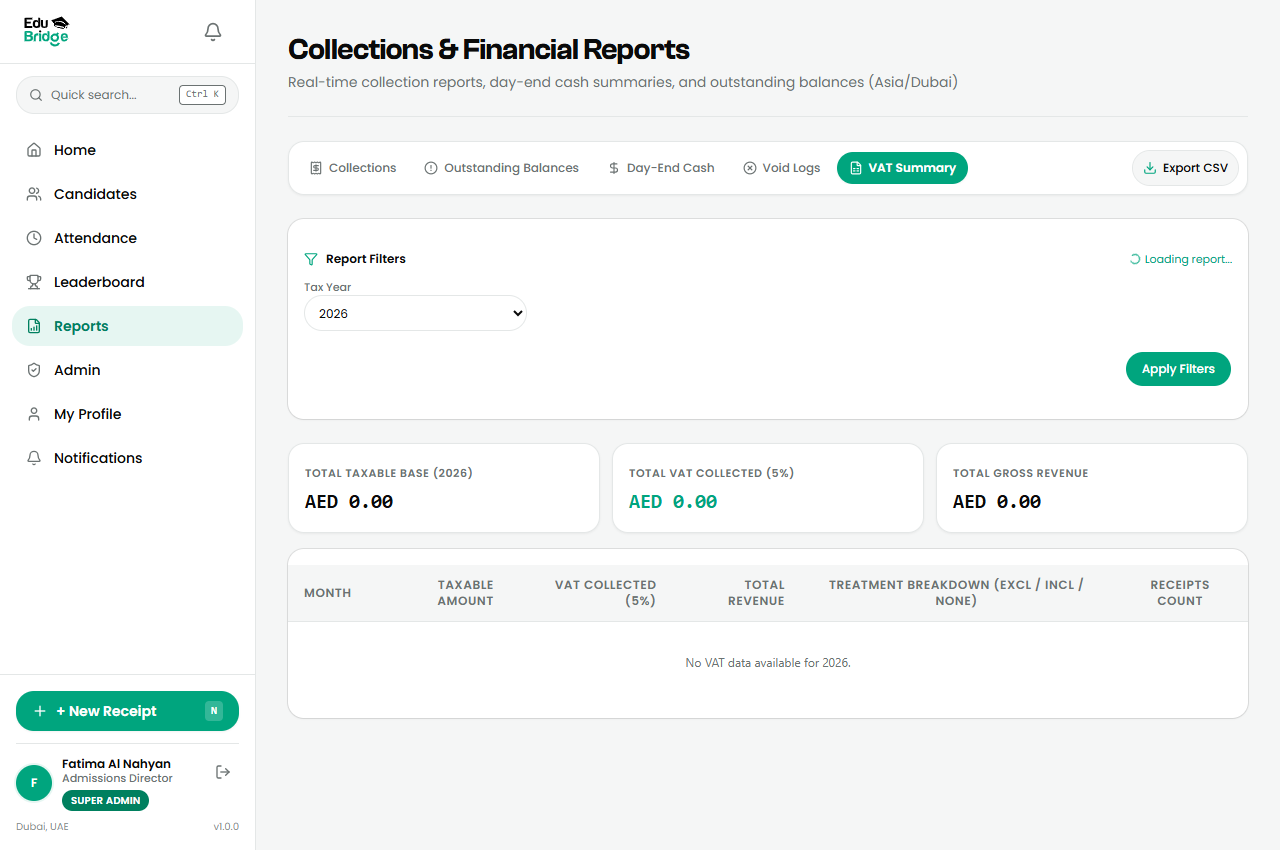 Edu
Bridge
Quick search...
Ctrl K
Home
Candidates
Attendance
Leaderboard
Reports
Admin
My Profile
Notifications
+ New Receipt
N
F
Fatima Al Nahyan
Admissions Director
SUPER ADMIN
Dubai, UAE
v1.0.0
Collections & Financial Reports
Real-time collection reports, day-end cash summaries, and outstanding balances (Asia/Dubai)
Collections
Outstanding Balances
Day-End Cash
Void Logs
VAT Summary
Export CSV
Report Filters
Loading report...
Tax Year
2026
Apply Filters
TOTAL TAXABLE BASE (2026)
AED 0.00
TOTAL VAT COLLECTED (5%)
AED 0.00
TOTAL GROSS REVENUE
AED 0.00
MONTH
TAXABLE
AMOUNT
VAT COLLECTED
(5%)
TOTAL
REVENUE
TREATMENT BREAKDOWN (EXCL / INCL /
NONE)
RECEIPTS
COUNT
No VAT data available for 2026.